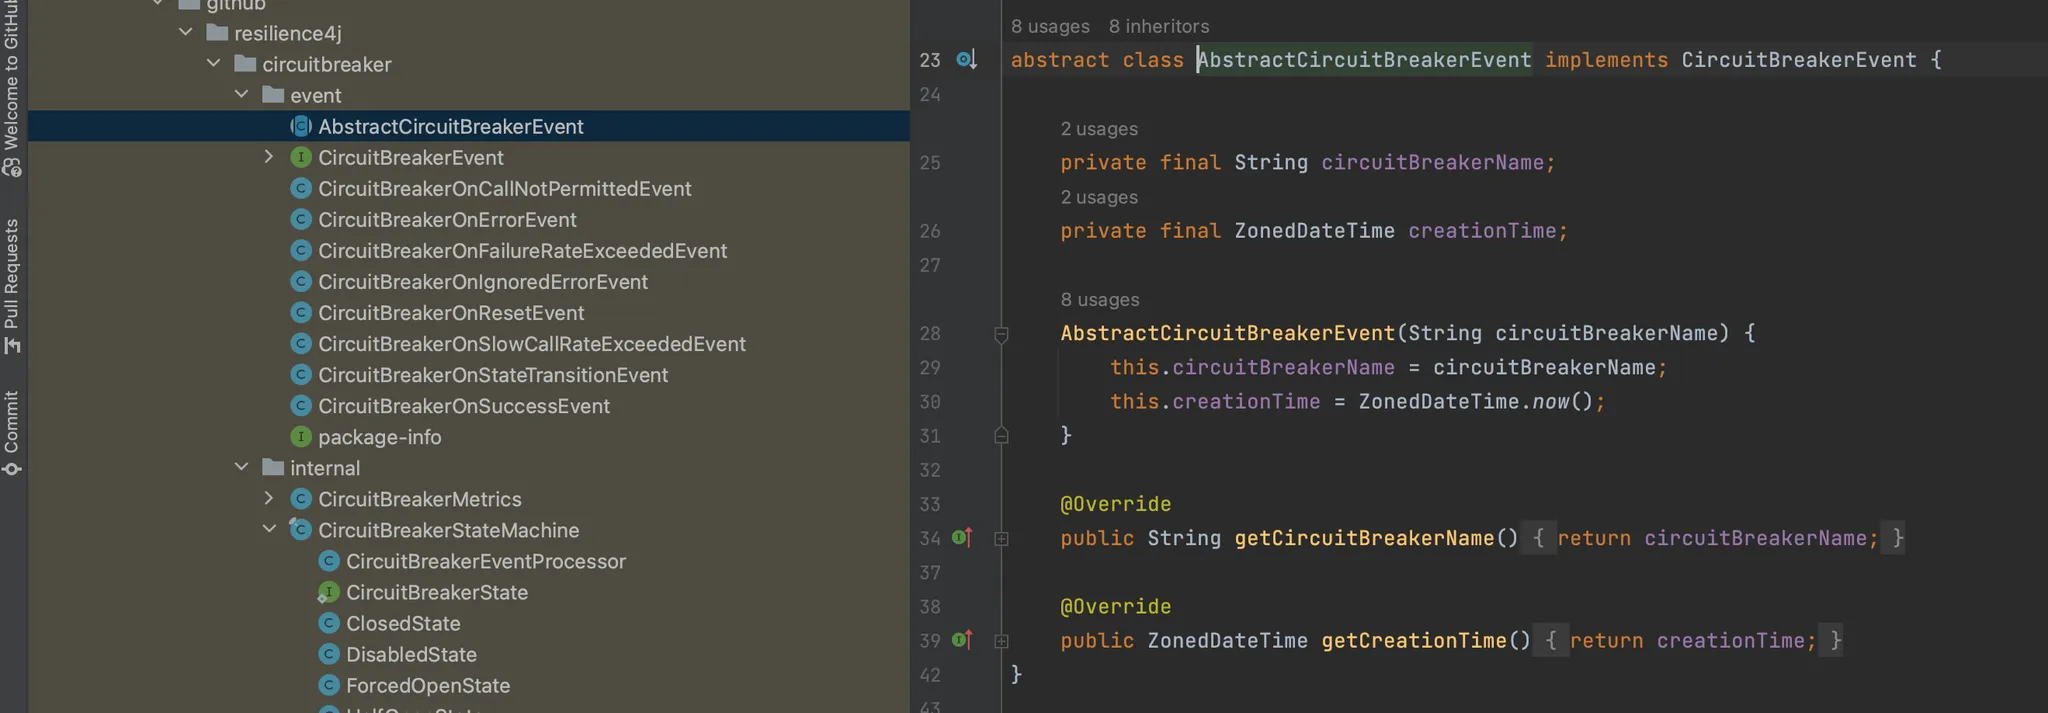 Welcome to GitHub
Pull Requests
Commit
github
resilience4j
circuitbreaker
event
AbstractCircuitBreakerEvent
CircuitBreakerEvent
CircuitBreakerOnCallNotPermittedEvent
CircuitBreakerOnErrorEvent
CircuitBreakerOnFailureRateExceededEvent
CircuitBreakerOnIgnoredErrorEvent
CircuitBreakerOnResetEvent
CircuitBreakerOnSlowCallRateExceededEvent
CircuitBreakerOnStateTransitionEvent
CircuitBreakerOnSuccessEvent
package-info
internal
CircuitBreakerMetrics
CircuitBreakerStateMachine
CircuitBreakerEventProcessor
CircuitBreakerState
ClosedState
DisabledState
ForcedOpenState
8 usages 8 inheritors
23 abstract class AbstractCircuitBreakerEvent implements CircuitBreakerEvent {
24
2 usages
25 private final String circuitBreakerName;
2 usages
26 private final ZonedDateTime creationTime;
27
8 usages
28 AbstractCircuitBreakerEvent(String circuitBreakerName) {
29 this.circuitBreakerName = circuitBreakerName;
30 this.creationTime = ZonedDateTime.now();
31 }
32
33 @Override
34 public String getCircuitBreakerName() { return circuitBreakerName; }
37
38 @Override
39 public ZonedDateTime getCreationTime() { return creationTime; }
42 }
43